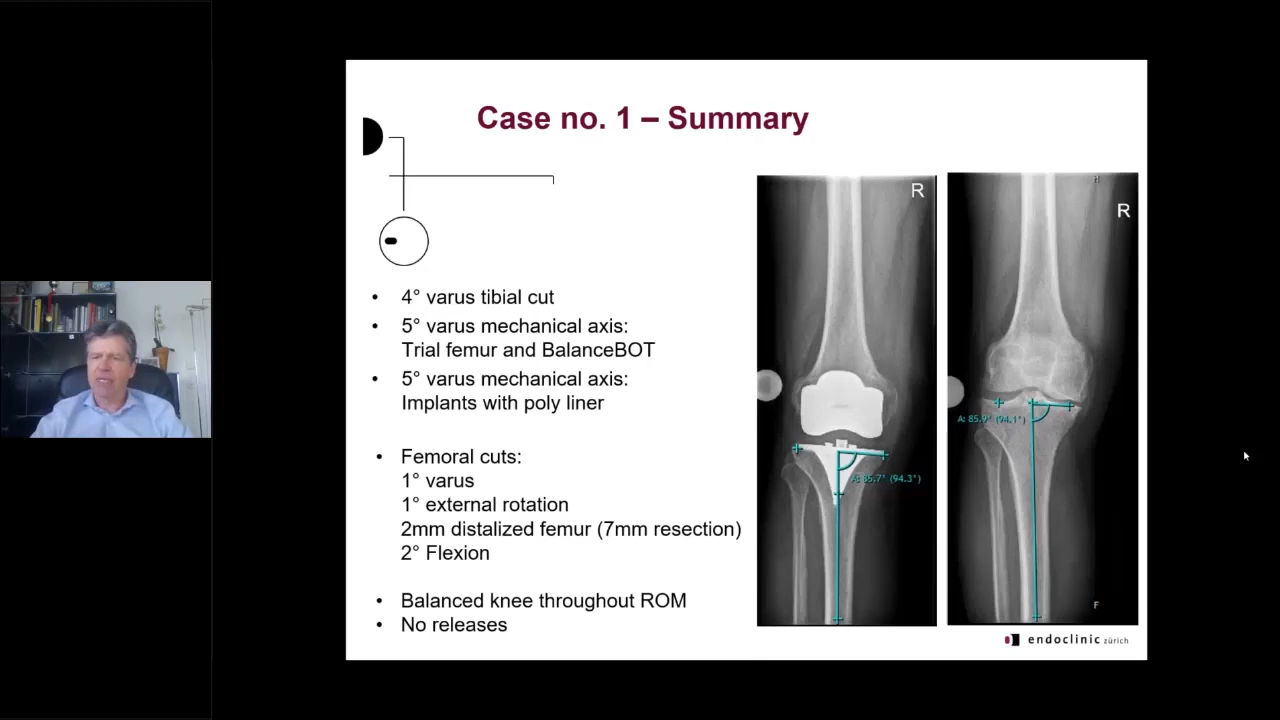 Case no. 1 – Summary
• 4° varus tibial cut
• 5° varus mechanical axis:
Trial femur and BalanceBOT
• 5° varus mechanical axis:
Implants with poly liner
• Femoral cuts:
1° varus
1° external rotation
2mm distalized femur (7mm resection)
2° Flexion
• Balanced knee throughout ROM
• No releases
R
A: 85.7° (94.3°)
R
A: 85.9° (94.1°)
F
endoclinic zürich